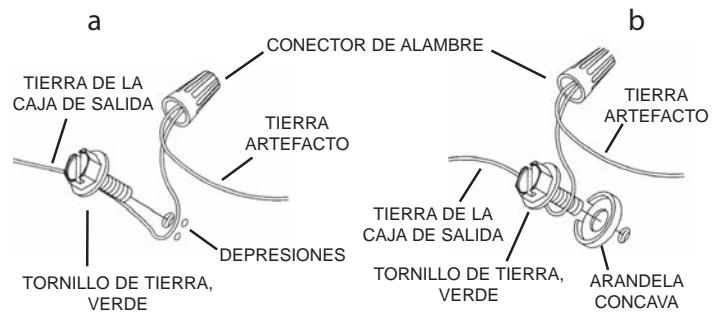 a
b
CONECTOR DE ALAMBRE
TIERRA DE LA
CAJA DE SALIDA
TIERRA
ARTEFACTO
DEPRESIONES
TORNILLO DE TIERRA,
VERDE
TIERRA
ARTEFACTO
TIERRA DE LA
CAJA DE SALIDA
TORNILLO DE TIERRA,
VERDE
ARANDELA
CONCAVA